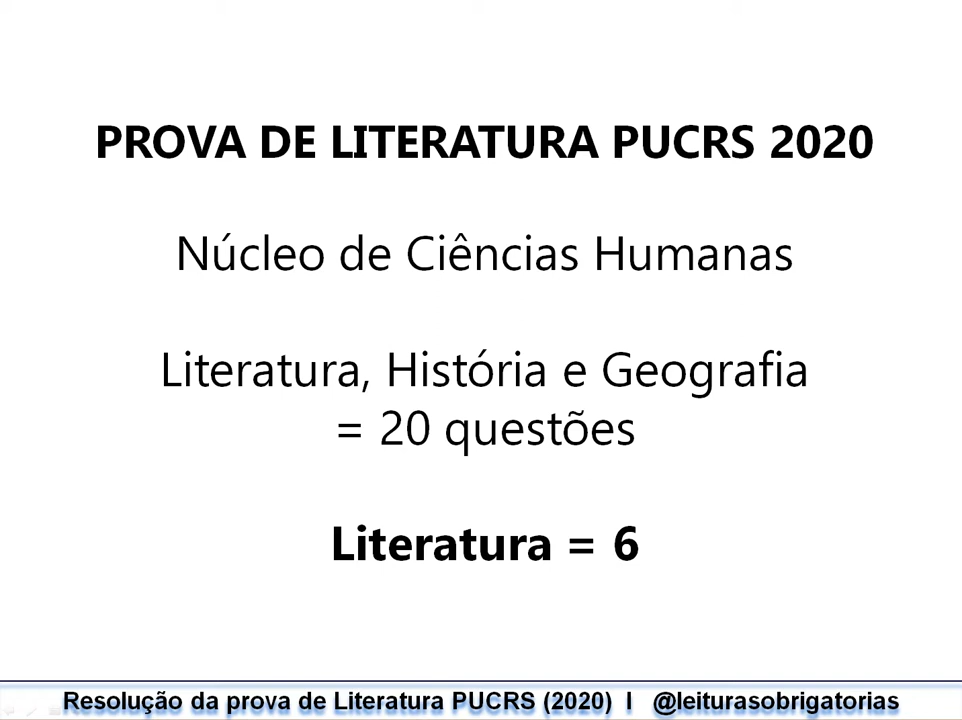 PROVA DE LITERATURA PUCRS 2020
Núcleo de Ciências Humanas
Literatura, História e Geografia
= 20 questões
Literatura = 6
Resolução da prova de Literatura PUCRS (2020) I @leiturasobrigatorias